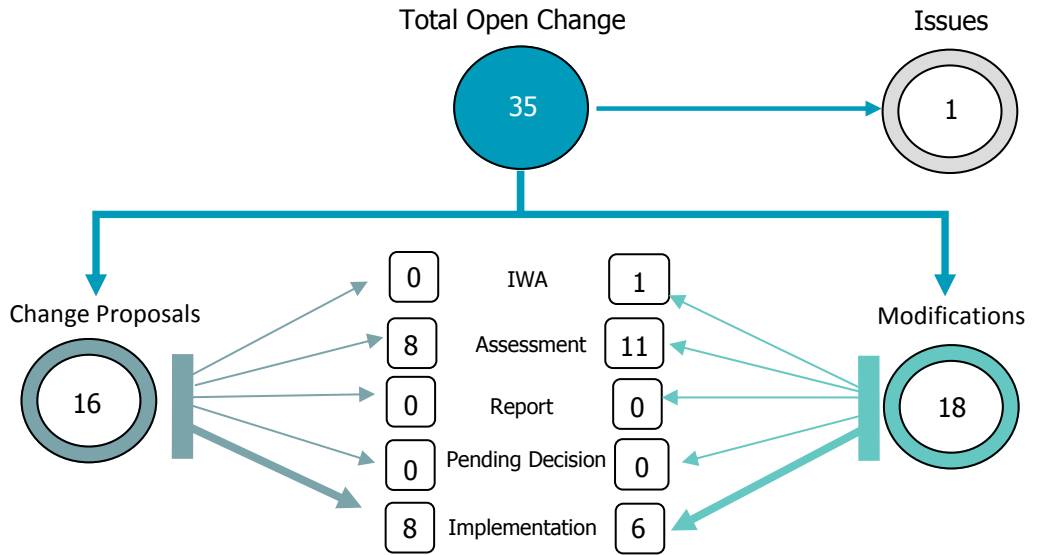 Total Open Change
Issues
35
1
0
IWA
1
Change Proposals
Modifications
8
Assessment
11
16
0
Report
0
18
0
Pending Decision
0
8
Implementation
6